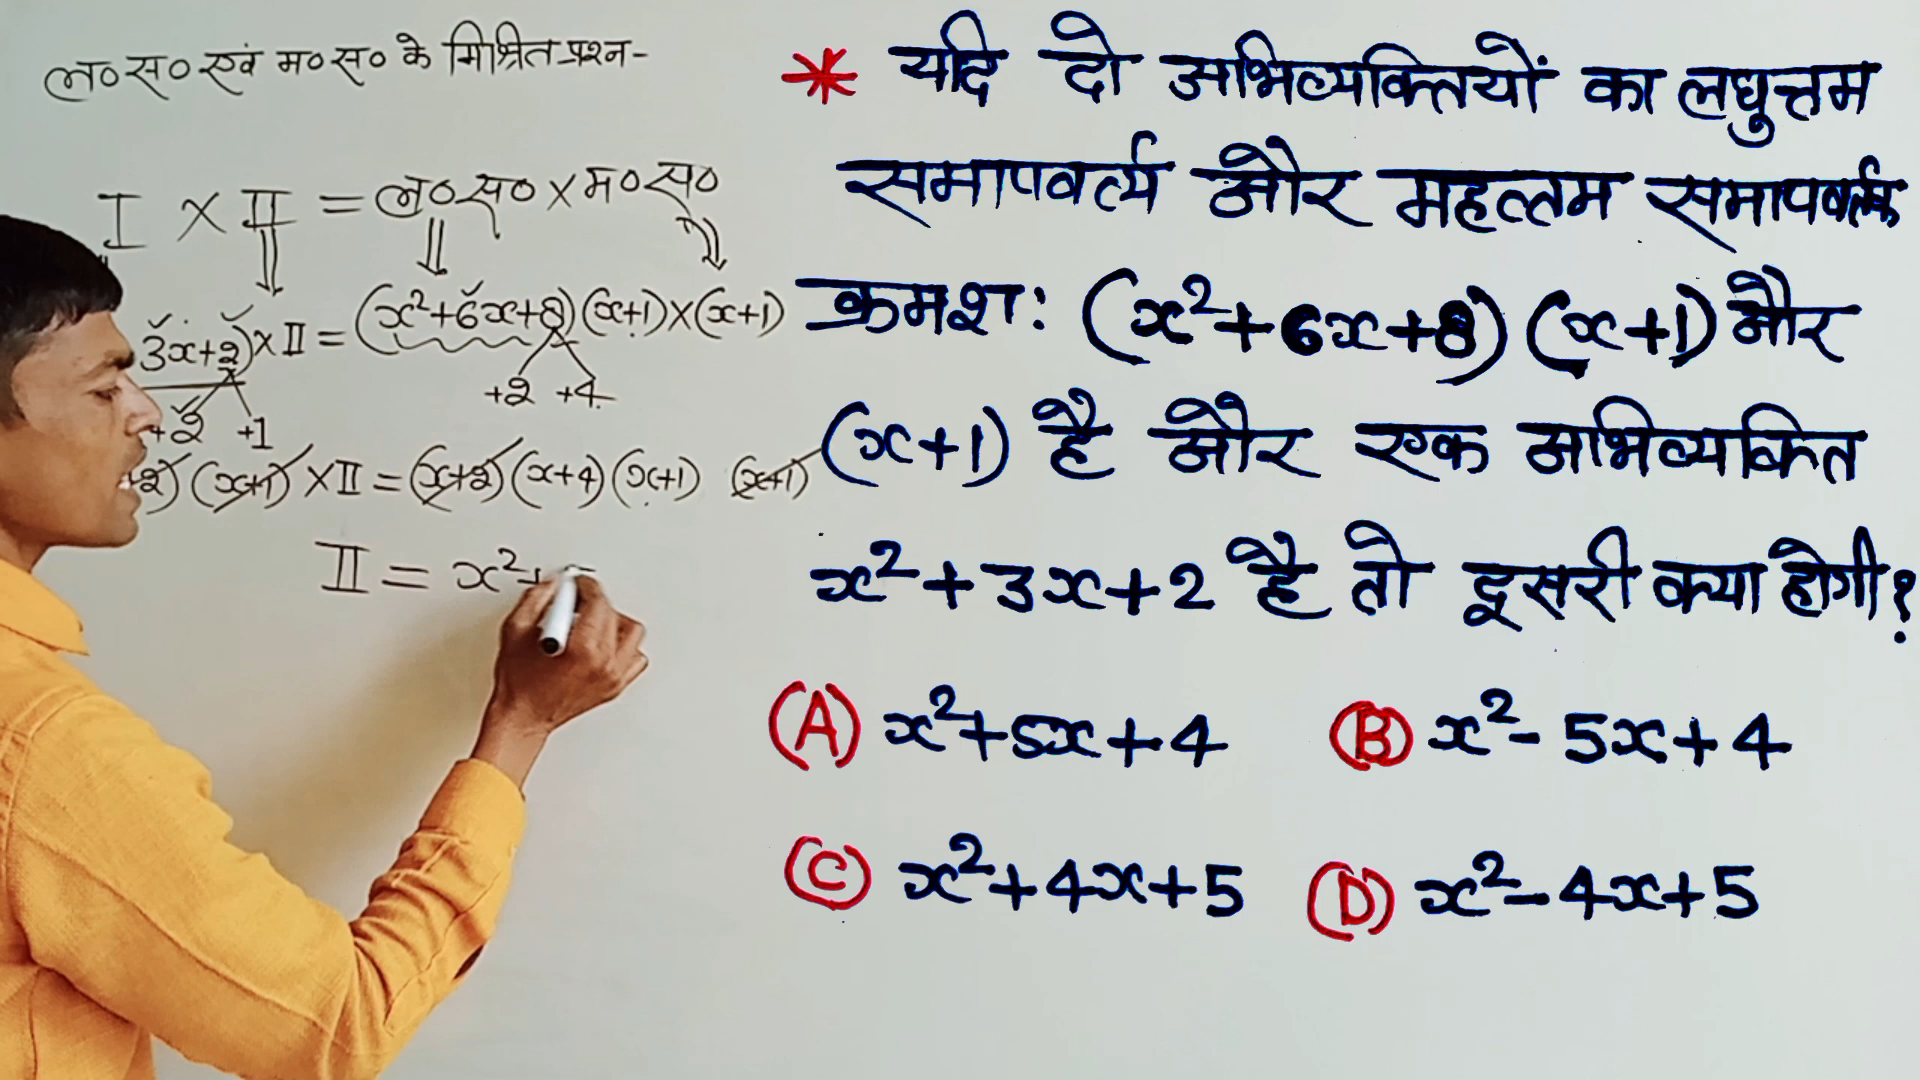 ल०स० एवं म०स० के मिश्रित प्रश्न-
I × II = ल०स० × म०स०
3x+2) × II = (x²+6x+8)(x+1)×(x+1)
+2 +1 +2 +4
2) (x+1) × II = (x+2)(x+4)(x+1) (x+1)
II = x²+
* यदि दो अभिव्यक्तियों का लघुत्तम
समापवर्त्य और महत्तम समापवर्तक
क्रमश: (x²+6x+8) (x+1) और
(x+1) है और एक अभिव्यक्ति
x²+3x+2 है तो दूसरी क्या होगी?
(A) x²+5x+4 (B) x²-5x+4
(C) x²+4x+5 (D) x²-4x+5